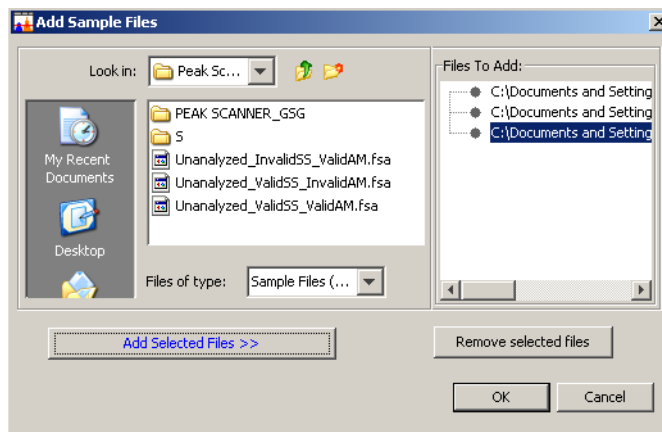 Add Sample Files
Look in:
Peak Sc...
My Recent
Documents
Desktop
PEAK SCANNER_GSG
S
Unanalyzed_InvalidSS_ValidAM.fsa
Unanalyzed_ValidSS_InvalidAM.fsa
Unanalyzed_ValidSS_ValidAM.fsa
Files of type:
Sample Files (...
Files To Add:
C:\Documents and Setting
C:\Documents and Setting
C:\Documents and Setting
Add Selected Files >>
Remove selected files
OK
Cancel